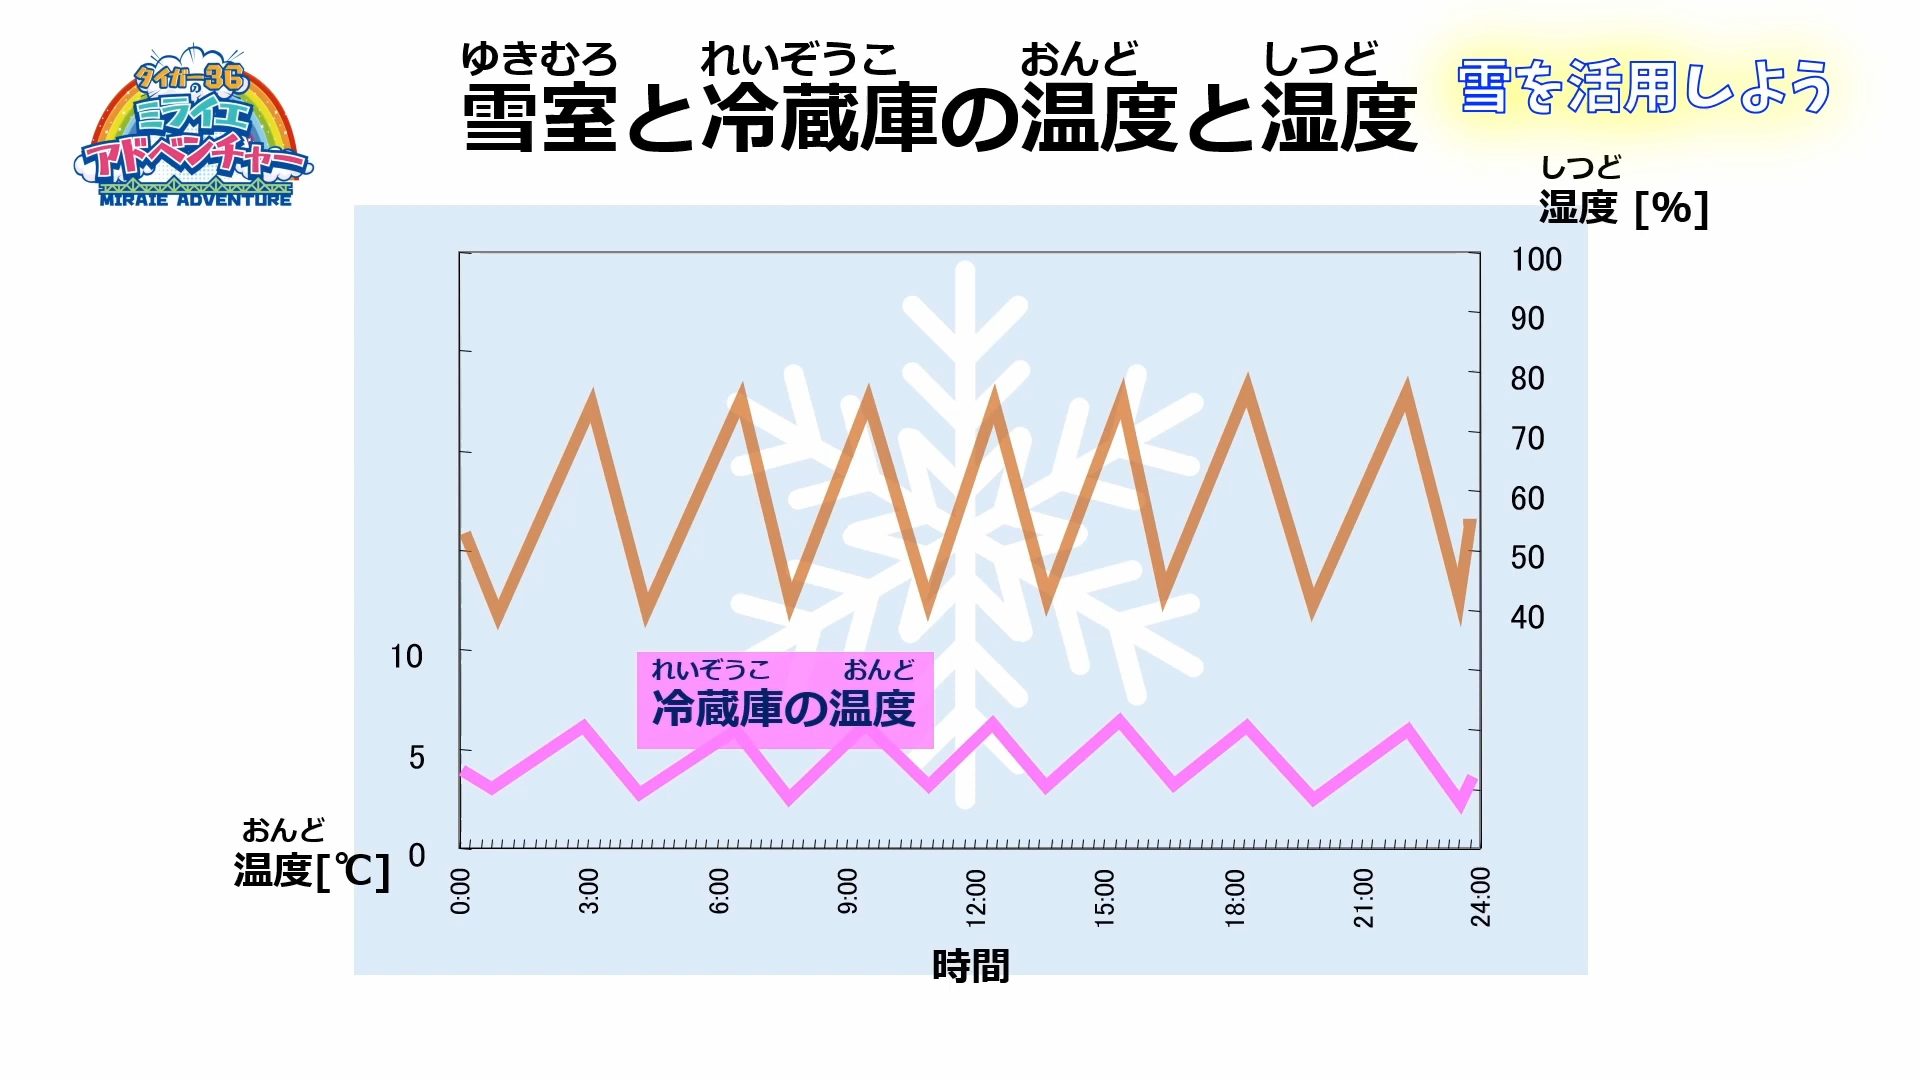 タイガー36の
ミライエ
アドベンチャー
MIRAIE ADVENTURE
ゆきむろ れいぞうこ おんど しつど
雪室と冷蔵庫の温度と湿度
雪を活用しよう
しつど
湿度 [%]
100
90
80
70
60
50
40
10
5
0
れいぞうこ おんど
冷蔵庫の温度
おんど
温度[℃]
0:00 3:00 6:00 9:00 12:00 15:00 18:00 21:00 24:00
時間